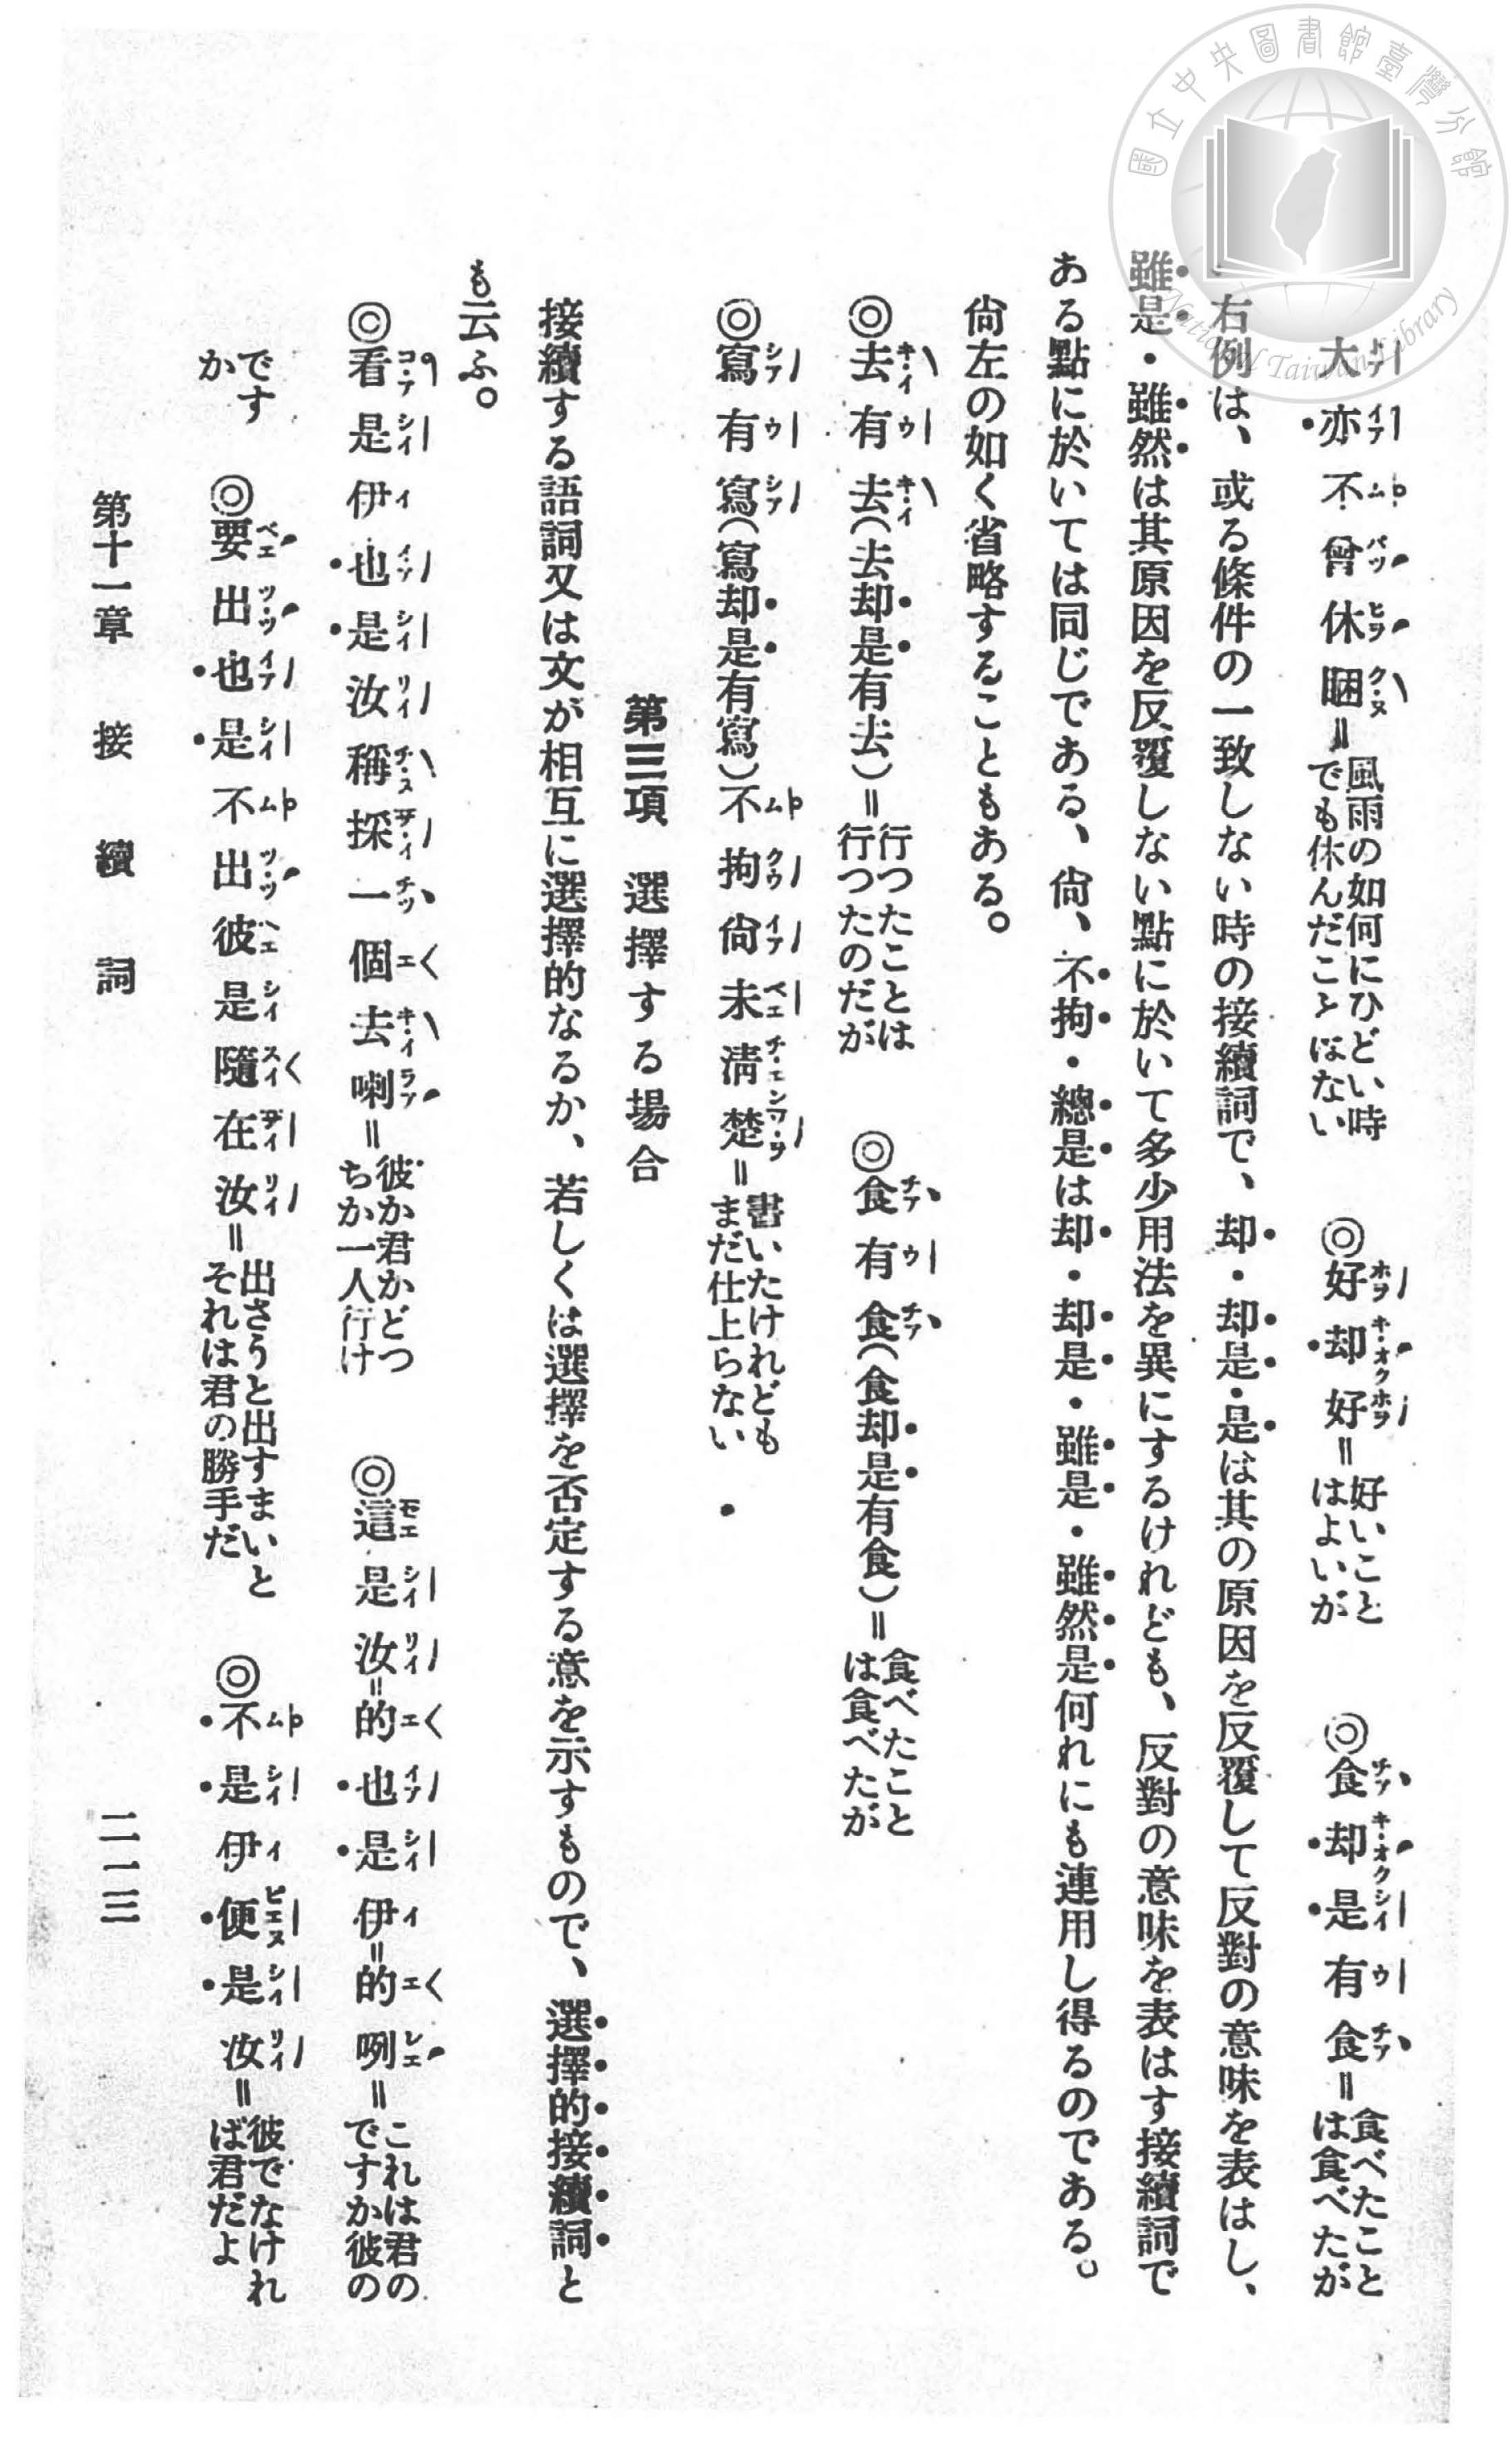 國立中央圖書館臺灣分館
National Taiwan Library
大亦不曾休睏＝風雨の如何にひどい時でも休んだことはない　◎好却好＝好いことはよいが　◎食却是有食＝食べたことは食べたが
右例は、或る條件の一致しない時の接續詞で、却・却是・是は其の原因を反覆して反對の意味を表はし、
雖是・雖然は其原因を反覆しない點に於いて多少用法を異にするけれども、反對の意味を表はす接續詞で
ある點に於いては同じである、尙、不拘・總是は却・却是・雖是・雖然是何れにも連用し得るのである。
尙左の如く省略することもある。
◎去有去（去却是有去）＝行つたことは行つたのだが　◎食有食（食却是有食）＝食べたことは食べたが
◎寫有寫（寫却是有寫）不拘尙未淸楚＝書いたけれどもまだ仕上らない
第三項　選擇する場合
接續する語詞又は文が相互に選擇的なるか、若しくは選擇を否定する意を示すもので、選擇的接續詞と
も云ふ。
◎看是伊也是汝稱採一個去喇＝彼か君かどつちか一人行け　◎這是汝＝的也是伊＝的咧＝これは君のですか彼の
ですか　◎要出也是不出彼是隨在汝＝出さうと出すまいとそれは君の勝手だ　◎不是伊便是汝＝彼でなければ君だよ
第十一章　接續詞　二一三